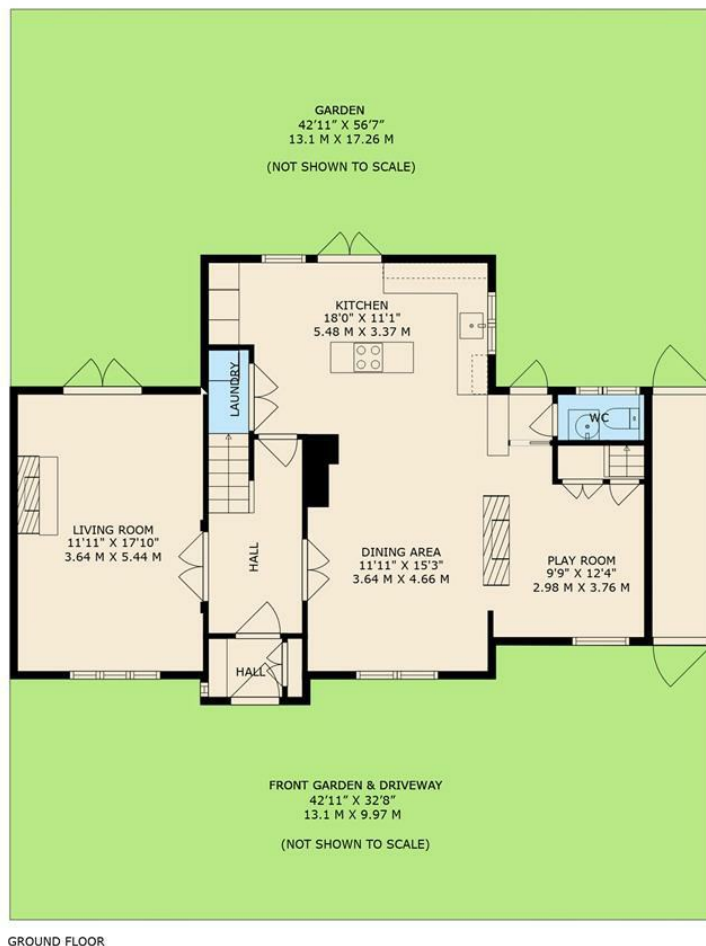 GARDEN
42'11" X 56'7"
13.1 M X 17.26 M
(NOT SHOWN TO SCALE)
KITCHEN
18'0" X 11'1"
5.48 M X 3.37 M
LAUNDRY
WC
LIVING ROOM
11'11" X 17'10"
3.64 M X 5.44 M
HALL
DINING AREA
11'11" X 15'3"
3.64 M X 4.66 M
PLAY ROOM
9'9" X 12'4"
2.98 M X 3.76 M
HALL
FRONT GARDEN & DRIVEWAY
42'11" X 32'8"
13.1 M X 9.97 M
(NOT SHOWN TO SCALE)
GROUND FLOOR